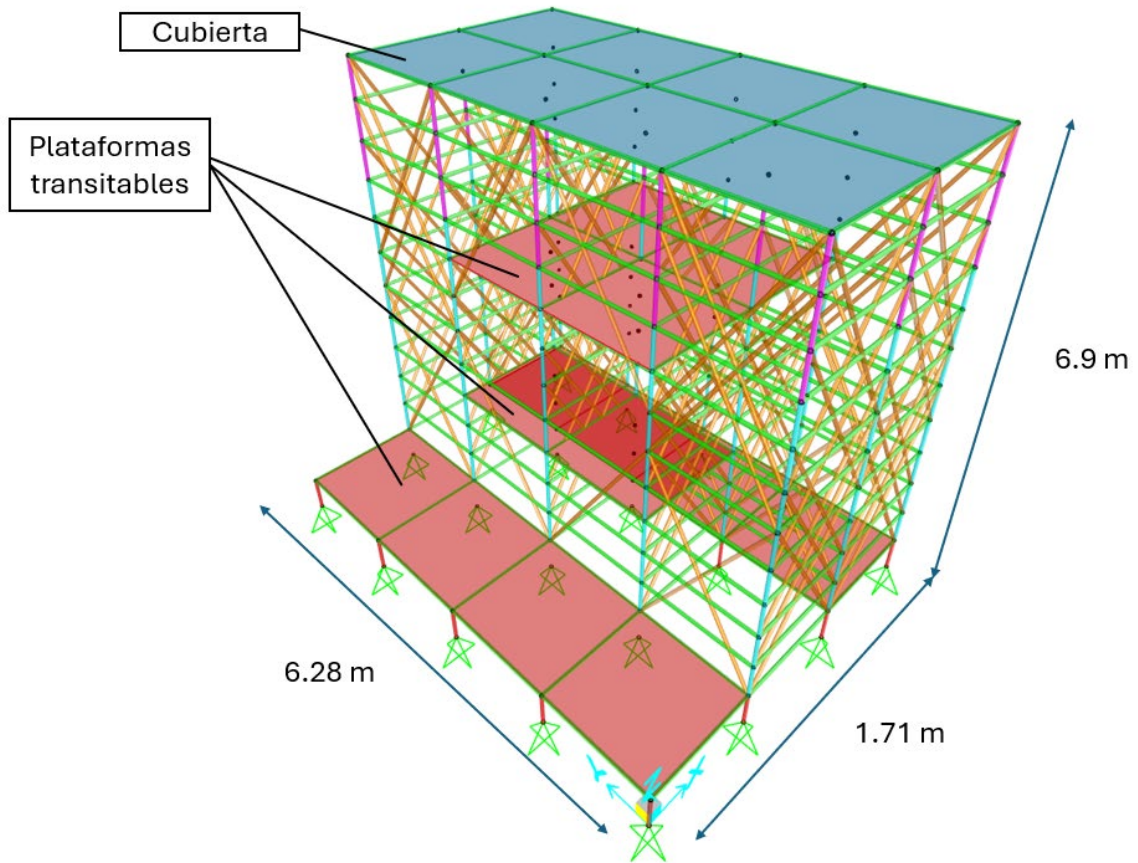 Cubierta
Plataformas
transitables
6.9 m
6.28 m
1.71 m